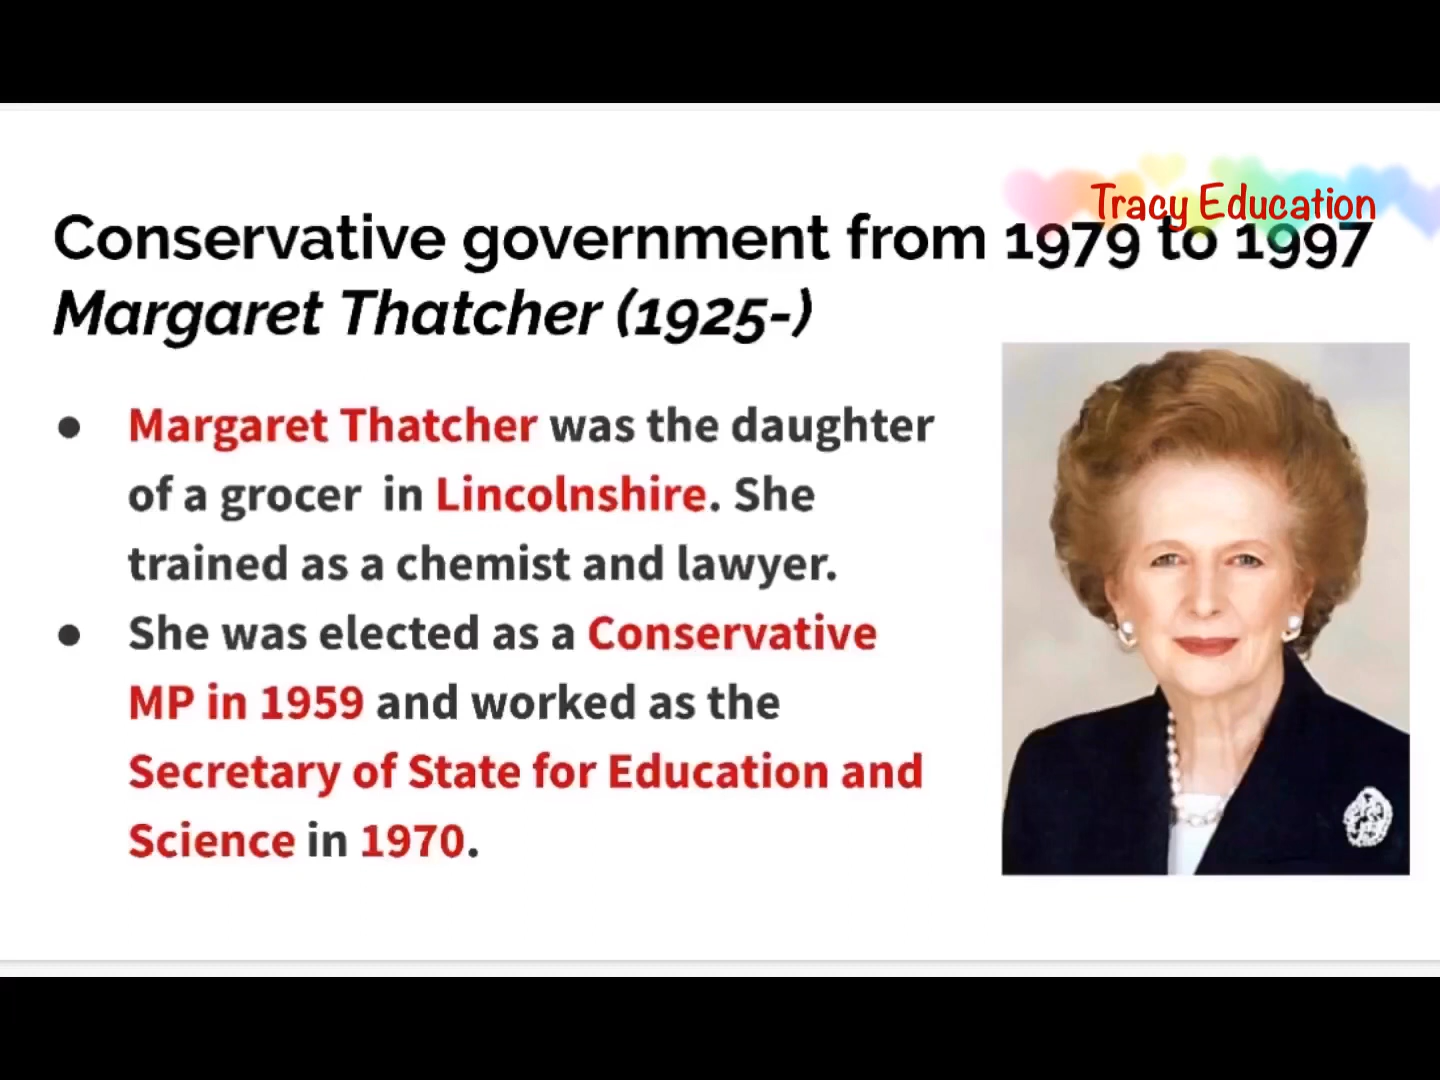 Tracy Education
Conservative government from 1979 to 1997
Margaret Thatcher (1925-)
● Margaret Thatcher was the daughter
of a grocer in Lincolnshire. She
trained as a chemist and lawyer.
● She was elected as a Conservative
MP in 1959 and worked as the
Secretary of State for Education and
Science in 1970.